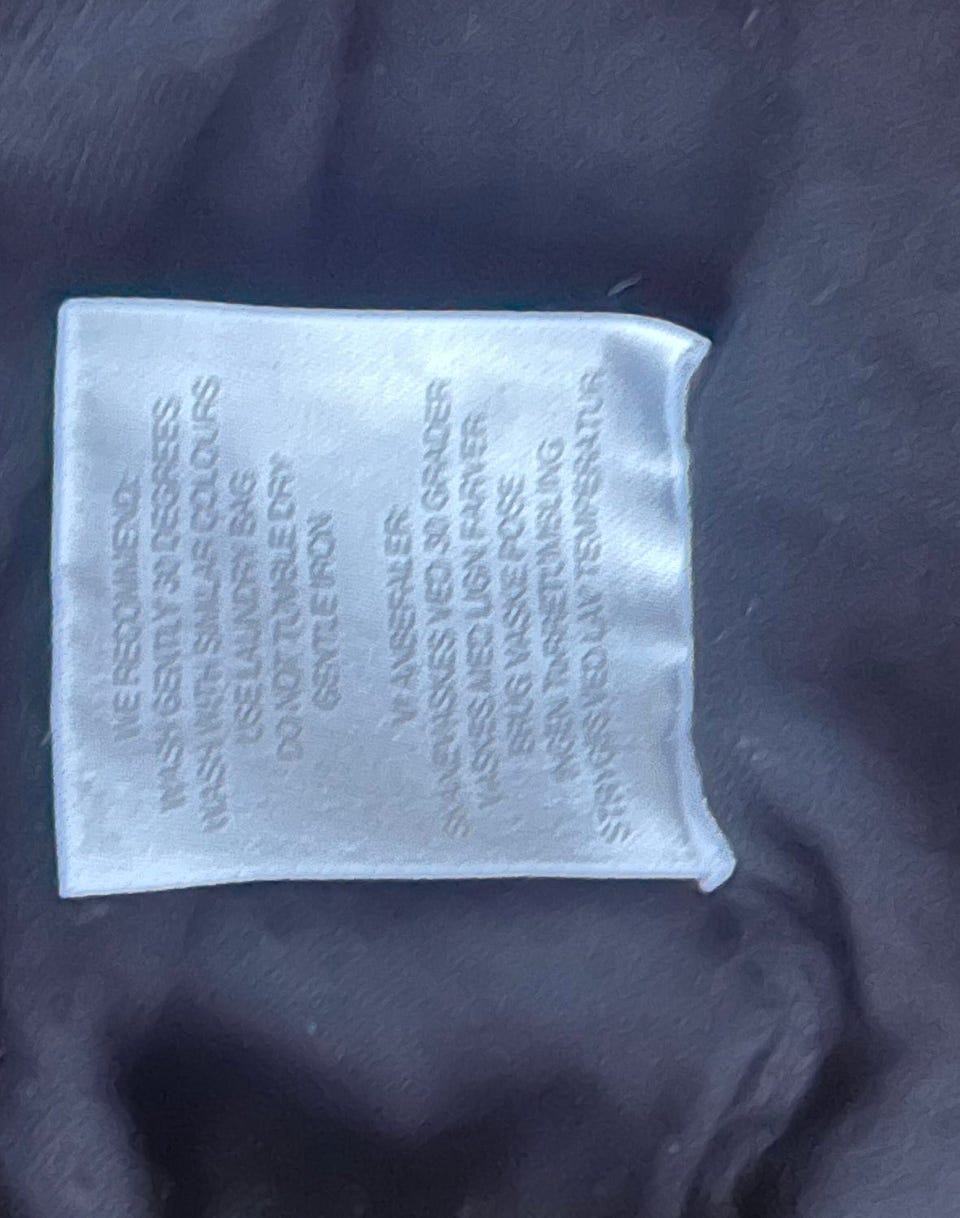 WE RECOMMEND:
WASH GENTLY 30 DEGREES
WASH WITH SIMILAR COLOURS
USE LAUNDRY BAG
DO NOT TUMBLE DRY
GENTLE IRON
VI ANBEFALER:
SKÅNEVASKES VED 30 GRADER
VASKES MED LIGN FARVER
BRUG VASKE POSE
INGEN TØRRETUMBLING
STRYGES VED LAV TEMPERATUR